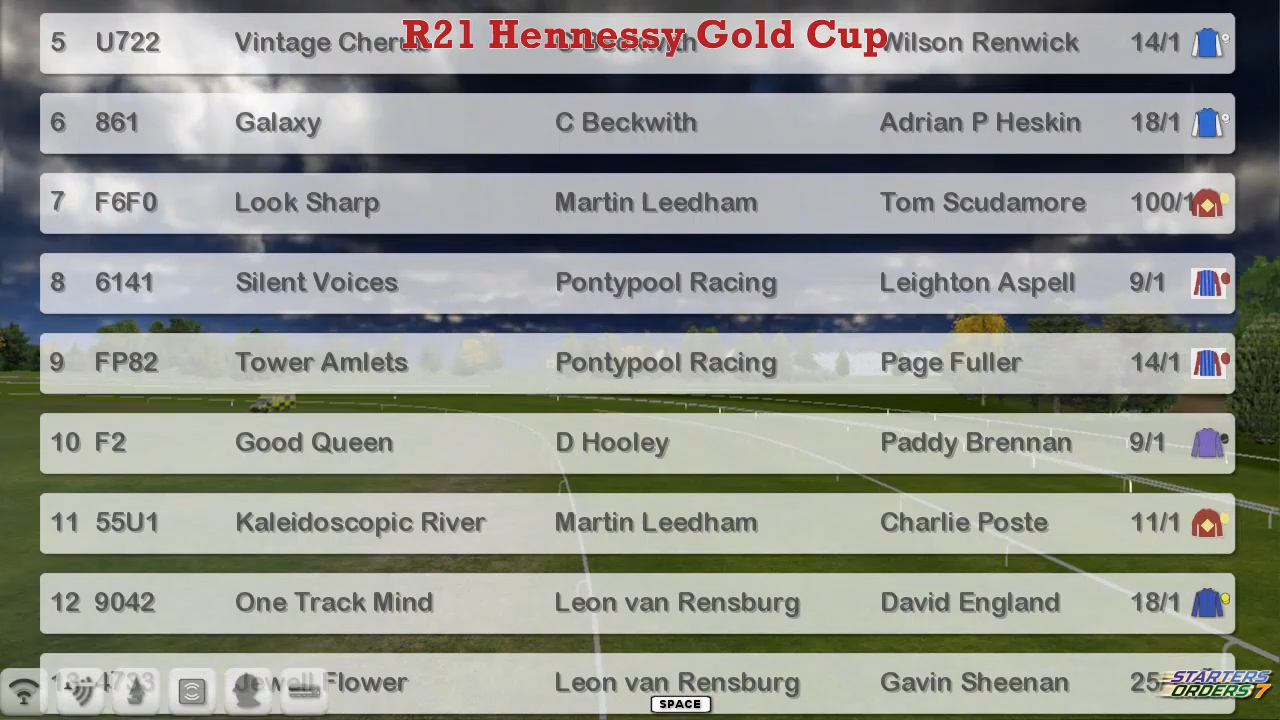 R21 Hennessy Gold Cup
5 U722 Vintage Wilson Renwick 14/1
6 861 Galaxy C Beckwith Adrian P Heskin 18/1
7 F6F0 Look Sharp Martin Leedham Tom Scudamore 100/1
8 6141 Silent Voices Pontypool Racing Leighton Aspell 9/1
9 FP82 Tower Amlets Pontypool Racing Page Fuller 14/1
10 F2 Good Queen D Hooley Paddy Brennan 9/1
11 55U1 Kaleidoscopic River Martin Leedham Charlie Poste 11/1
12 9042 One Track Mind Leon van Rensburg David England 18/1
13 4733 Jewell Flower Leon van Rensburg Gavin Sheenan
STARTERS
ORDERS 7
SPACE